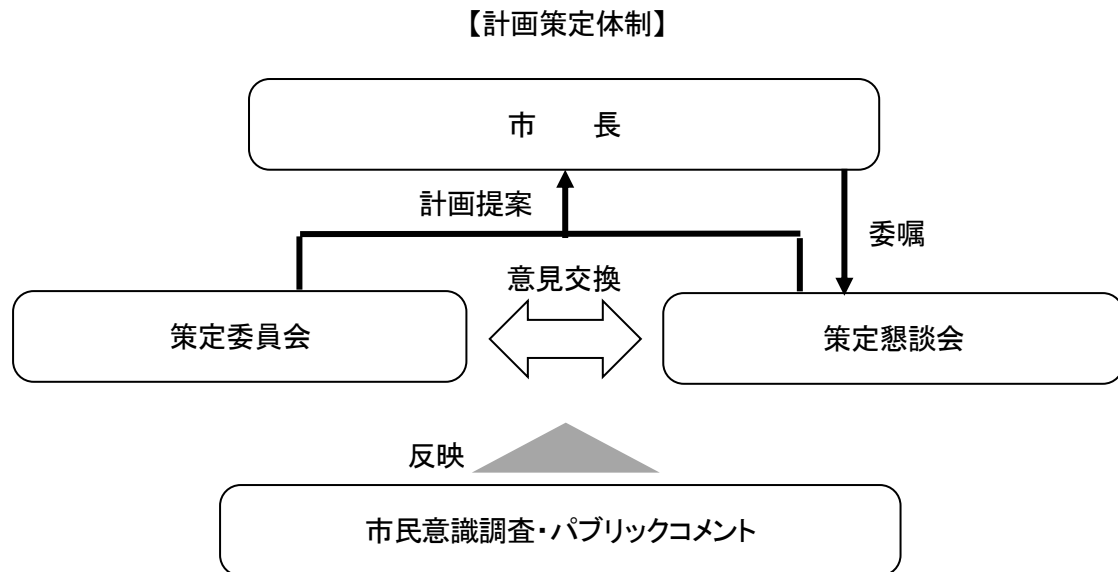 【計画策定体制】
市　　長
計画提案
委嘱
意見交換
策定委員会
策定懇談会
反映
市民意識調査・パブリックコメント